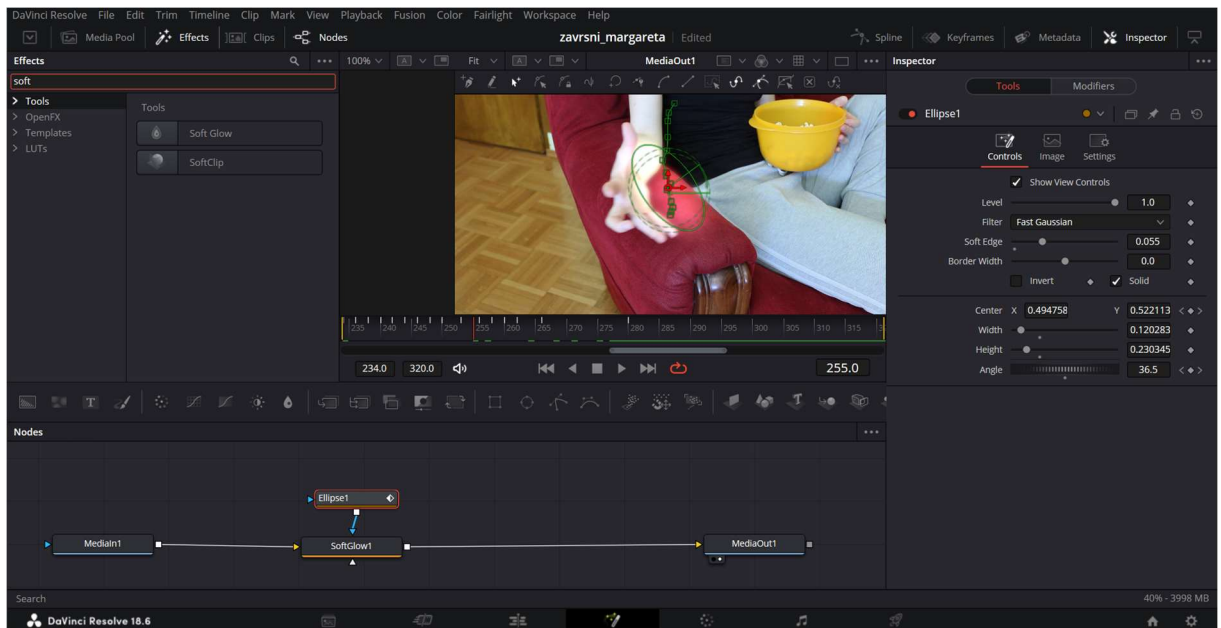 DaVinci Resolve File Edit Trim Timeline Clip Mark View Playback Fusion Color Fairlight Workspace Help
Media Pool Effects Clips Nodes zavrsni_margareta Edited Spline Keyframes Metadata Inspector
Effects 100% Fit MediaOut1 Inspector
soft
Tools Modifiers
Tools
OpenFX
Templates
LUTs
Tools
Soft Glow
SoftClip
Ellipse1
Controls Image Settings
Show View Controls
Level 1.0
Filter Fast Gaussian
Soft Edge 0.055
Border Width 0.0
Invert Solid
Center X 0.494758 Y 0.522113
Width 0.120283
Height 0.230345
Angle 36.5
235 240 245 250 255 260 265 270 275 280 285 290 295 300 305 310 315
234.0 320.0 255.0
T
Nodes
Ellipse1
MediaIn1 SoftGlow1 MediaOut1
Search 40% - 3998 MB
DaVinci Resolve 18.6